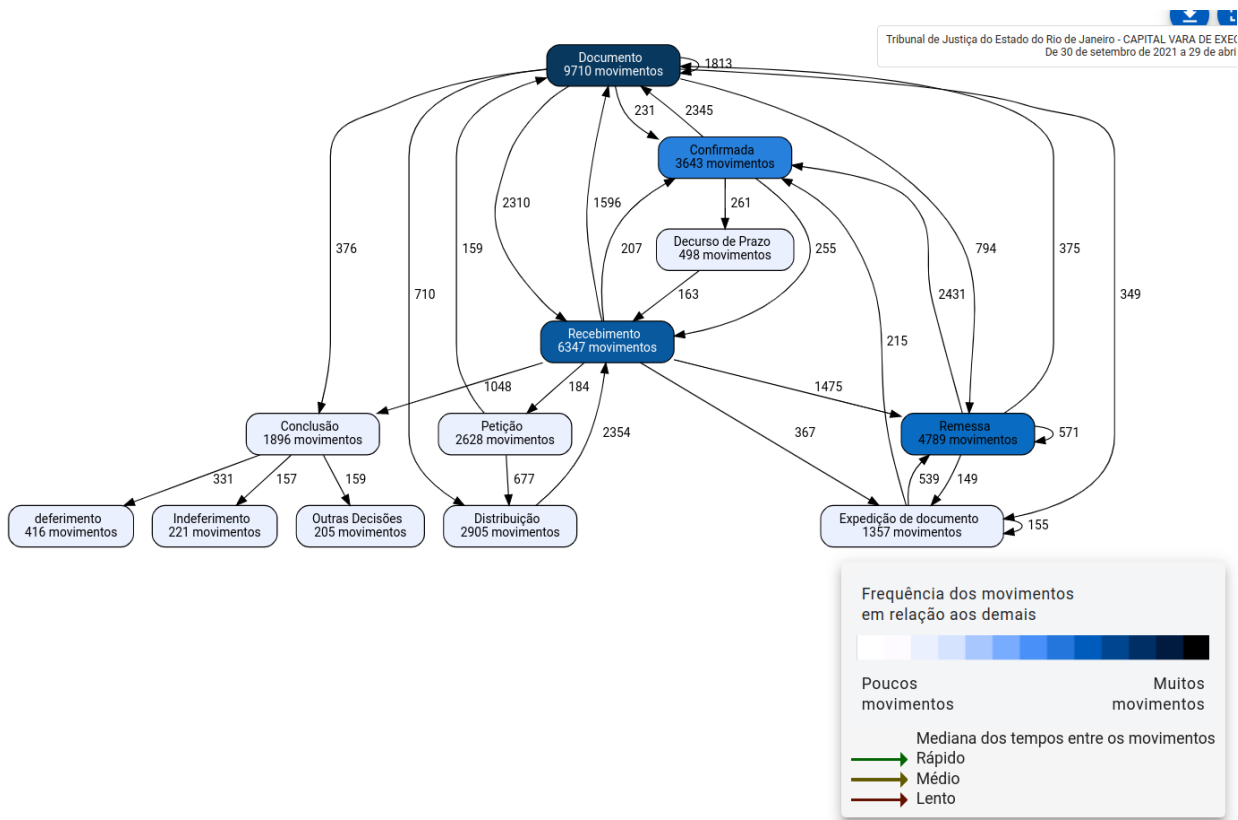 Tribunal de Justiça do Estado do Rio de Janeiro - CAPITAL VARA DE
De 30 de setembro de 2021 a 29 de
Documento
9710 movimentos
1813
231
2345
Confirmada
3643 movimentos
2310
1596
207
261
Decurso de Prazo
498 movimentos
376
159
255
794
375
710
163
2431
349
Recebimento
6347 movimentos
215
1048
184
1475
Conclusão
1896 movimentos
Petição
2628 movimentos
2354
367
Remessa
4789 movimentos
571
331
157
159
677
539
149
deferimento
416 movimentos
Indeferimento
221 movimentos
Outras Decisões
205 movimentos
Distribuição
2905 movimentos
Expedição de documento
1357 movimentos
155
Frequência dos movimentos
em relação aos demais
Poucos
movimentos
Muitos
movimentos
Mediana dos tempos entre os movimentos
Rápido
Médio
Lento